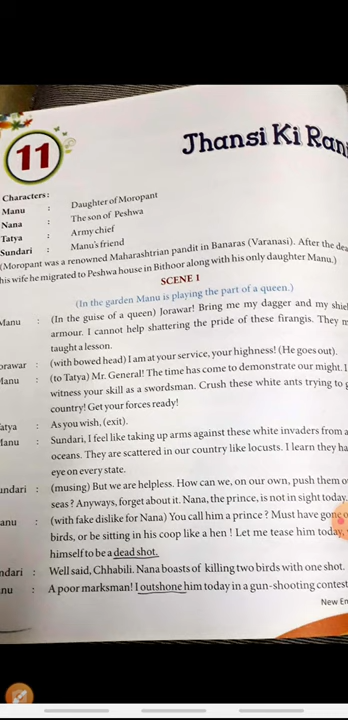 11
Jhansi Ki Rani
Characters:
Manu : Daughter of Moropant
Nana : The son of Peshwa
Tatya : Army chief
Sundari : Manu's friend
(Moropant was a renowned Maharashtrian pandit in Banaras (Varanasi). After the dea
his wife he migrated to Peshwa house in Bithoor along with his only daughter Manu.)
SCENE 1
(In the garden Manu is playing the part of a queen.)
Manu : (In the guise of a queen) Jorawar! Bring me my dagger and my shie
armour. I cannot help shattering the pride of these firangis. They m
taught a lesson.
orawar : (with bowed head) I am at your service, your highness! (He goes out).
Manu : (to Tatya) Mr. General! The time has come to demonstrate our might. I
witness your skill as a swordsman. Crush these white ants trying to g
country! Get your forces ready!
atya : As you wish, (exit).
Manu : Sundari, I feel like taking up arms against these white invaders from a
oceans. They are scattered in our country like locusts. I learn they ha
eye on every state.
undari : (musing) But we are helpless. How can we, on our own, push them o
seas? Anyways, forget about it. Nana, the prince, is not in sight today.
anu : (with fake dislike for Nana) You call him a prince? Must have gone o
birds, or be sitting in his coop like a hen! Let me tease him today,
himself to be a dead shot.
ndari : Well said, Chhabili. Nana boasts of killing two birds with one shot.
nu : A poor marksman! I outshone him today in a gun-shooting contest
New En